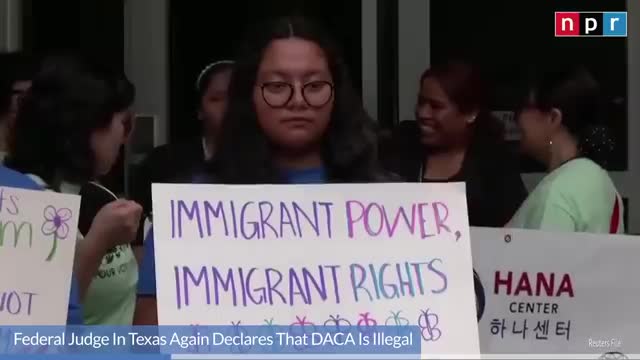 npr
IMMIGRANT POWER,
IMMIGRANT RIGHTS
NOT
HANA
CENTER
하나센터
Federal Judge In Texas Again Declares That DACA Is Illegal
Reuters File